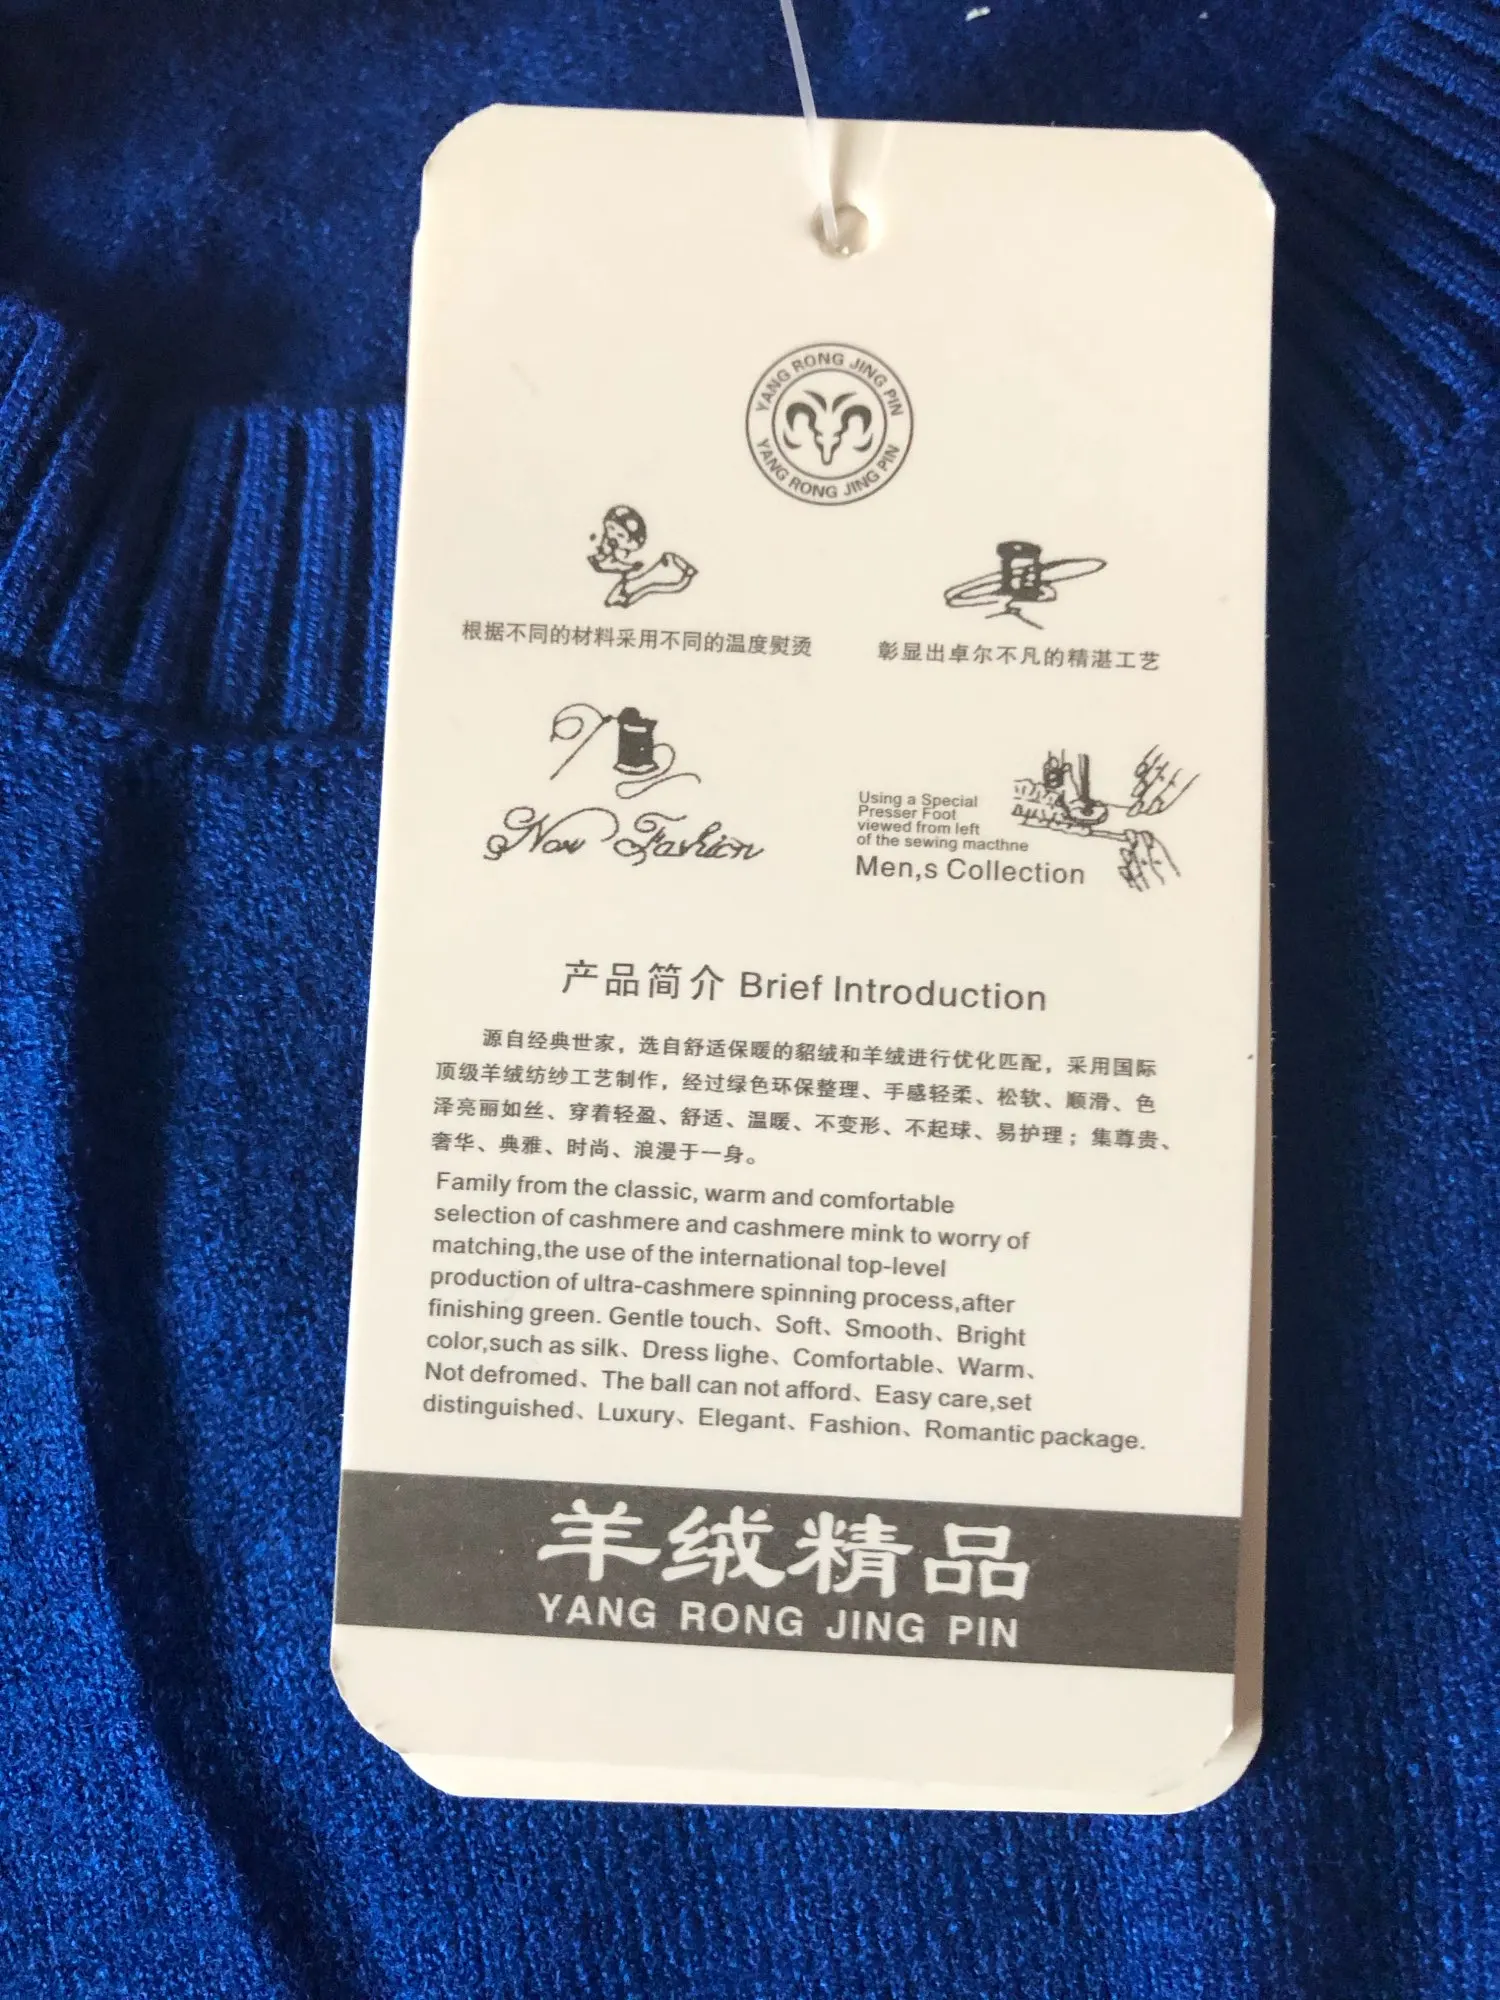 YANG RONG JING PIN
YANG RONG JING PIN
根据不同的材料采用不同的温度熨烫
彰显出卓尔不凡的精湛工艺
Now Fashion
Using a Special
Presser Foot
viewed from left
of the sewing macthne
Men,s Collection
产品简介 Brief Introduction
源自经典世家，选自舒适保暖的貂绒和羊绒进行优化匹配，采用国际
顶级羊绒纺纱工艺制作，经过绿色环保整理、手感轻柔、松软、顺滑、色
泽亮丽如丝、穿着轻盈、舒适、温暖、不变形、不起球、易护理；集尊贵、
奢华、典雅、时尚、浪漫于一身。
Family from the classic, warm and comfortable
selection of cashmere and cashmere mink to worry of
matching,the use of the international top-level
production of ultra-cashmere spinning process,after
finishing green. Gentle touch、Soft、Smooth、Bright
color,such as silk、Dress lighe、Comfortable、Warm、
Not defromed、The ball can not afford、Easy care,set
distinguished、Luxury、Elegant、Fashion、Romantic package.
羊绒精品
YANG RONG JING PIN